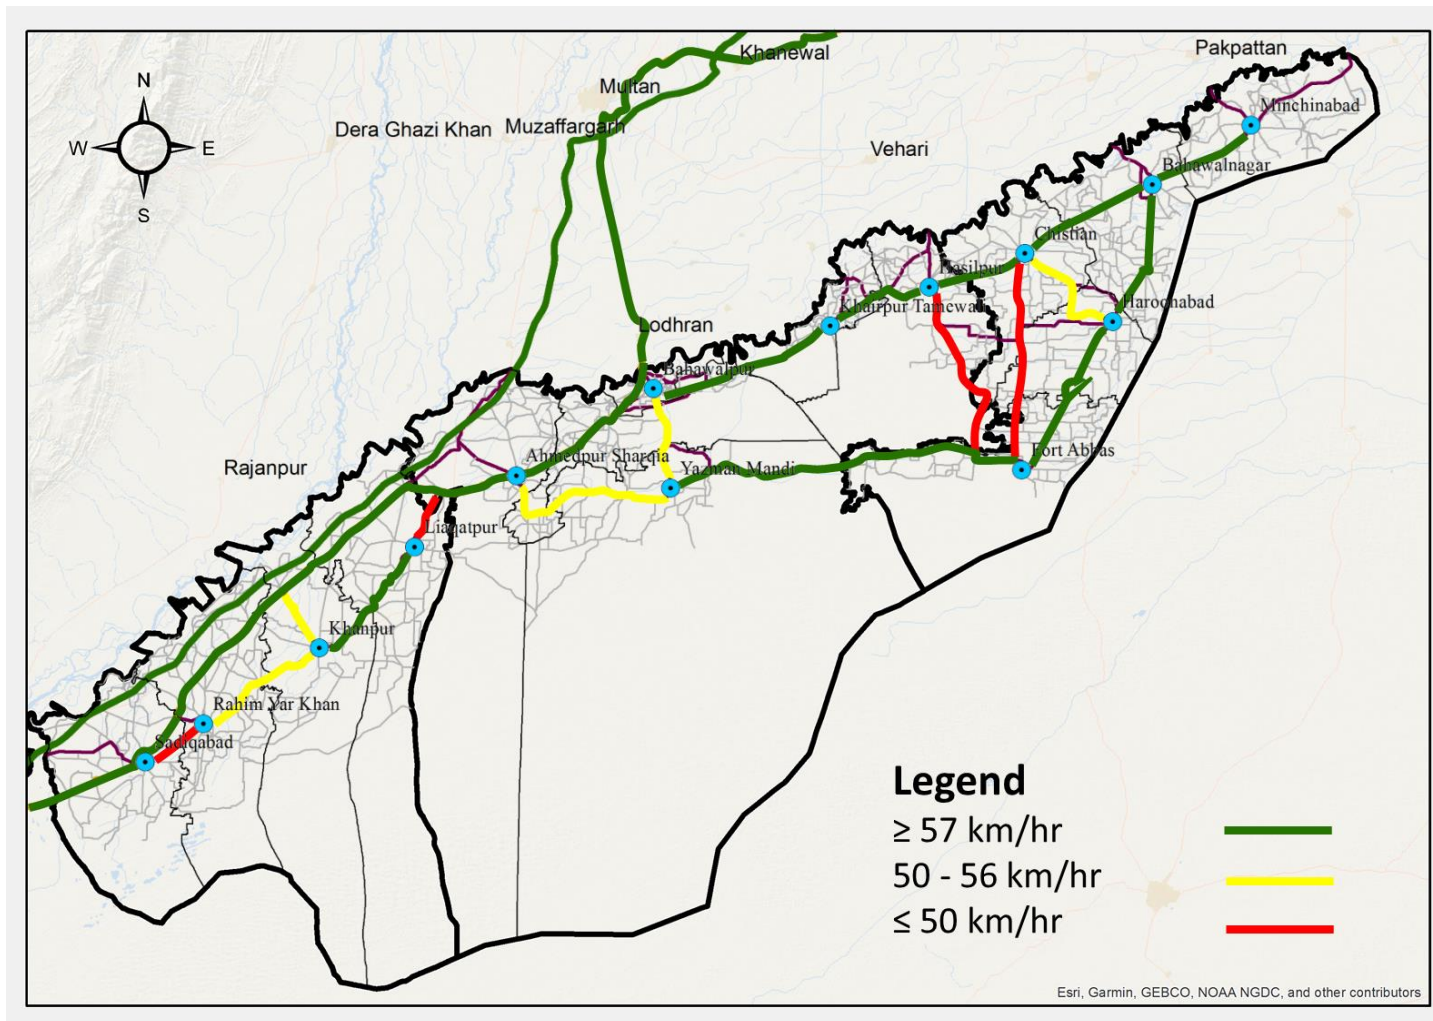 Pakpattan
Khanewal
Multan
Minchinabad
Dera Ghazi Khan
Muzaffargarh
N
W
E
S
Vehari
Bahawalnagar
Chistian
Hasilpur
Khairpur Tamewali
Haroonabad
Lodhran
Bahawalpur
Rajanpur
Ahmedpur Sharqia
Yazman Mandi
Fort Abbas
Liaqatpur
Khanpur
Rahim Yar Khan
Sadiqabad
Legend
≥ 57 km/hr
50 - 56 km/hr
≤ 50 km/hr
Esri, Garmin, GEBCO, NOAA NGDC, and other contributors